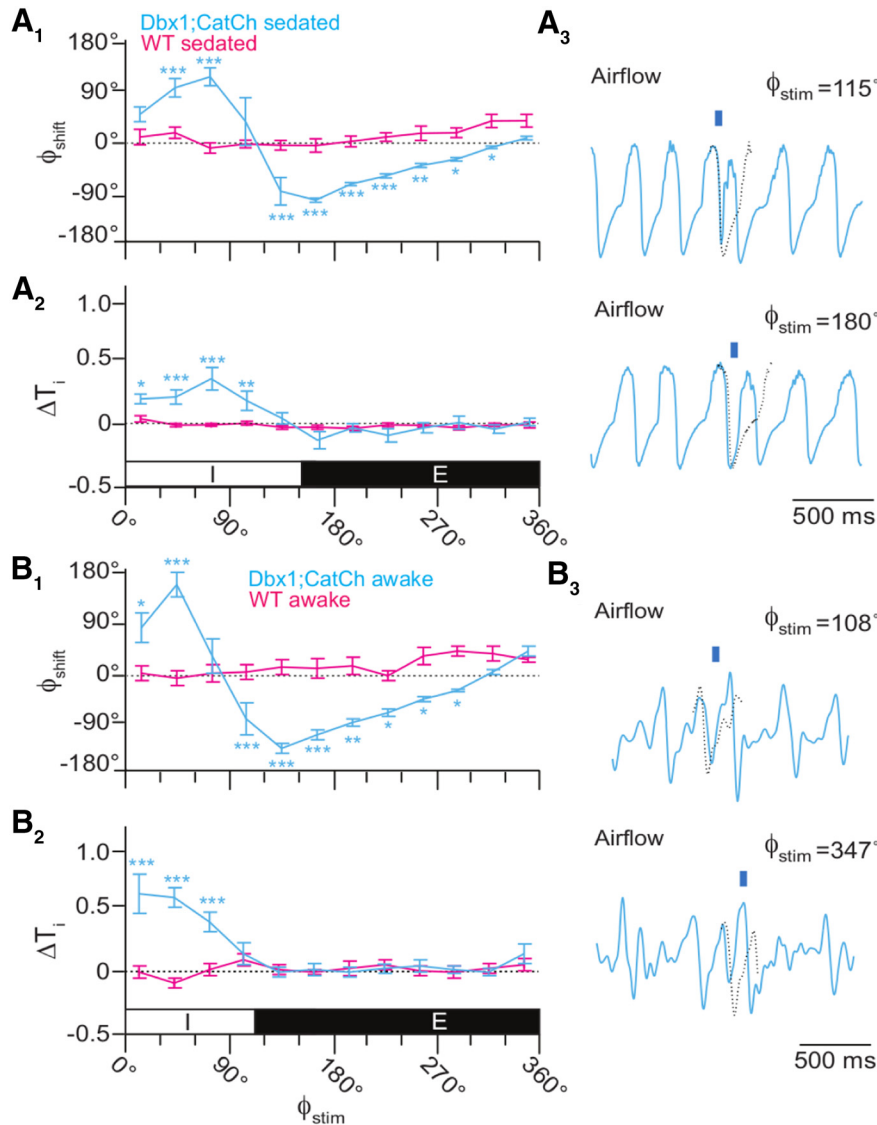 A1
Dbx1;CatCh sedated
WT sedated
180°
90°
0°
-90°
-180°
ϕshift
***
***
***
***
***
***
**
*
*
A2
1.0
0.5
0
-0.5
ΔTi
*
***
***
**
I
E
0°
90°
180°
270°
360°
ϕstim
A3
Airflow
ϕstim=115°
Airflow
ϕstim=180°
500 ms
B1
Dbx1;CatCh awake
WT awake
180°
90°
0°
-90°
-180°
ϕshift
*
***
***
***
***
**
*
*
*
B2
1.0
0.5
0
-0.5
ΔTi
***
***
***
I
E
0°
90°
180°
270°
360°
ϕstim
B3
Airflow
ϕstim=108°
Airflow
ϕstim=347°
500 ms